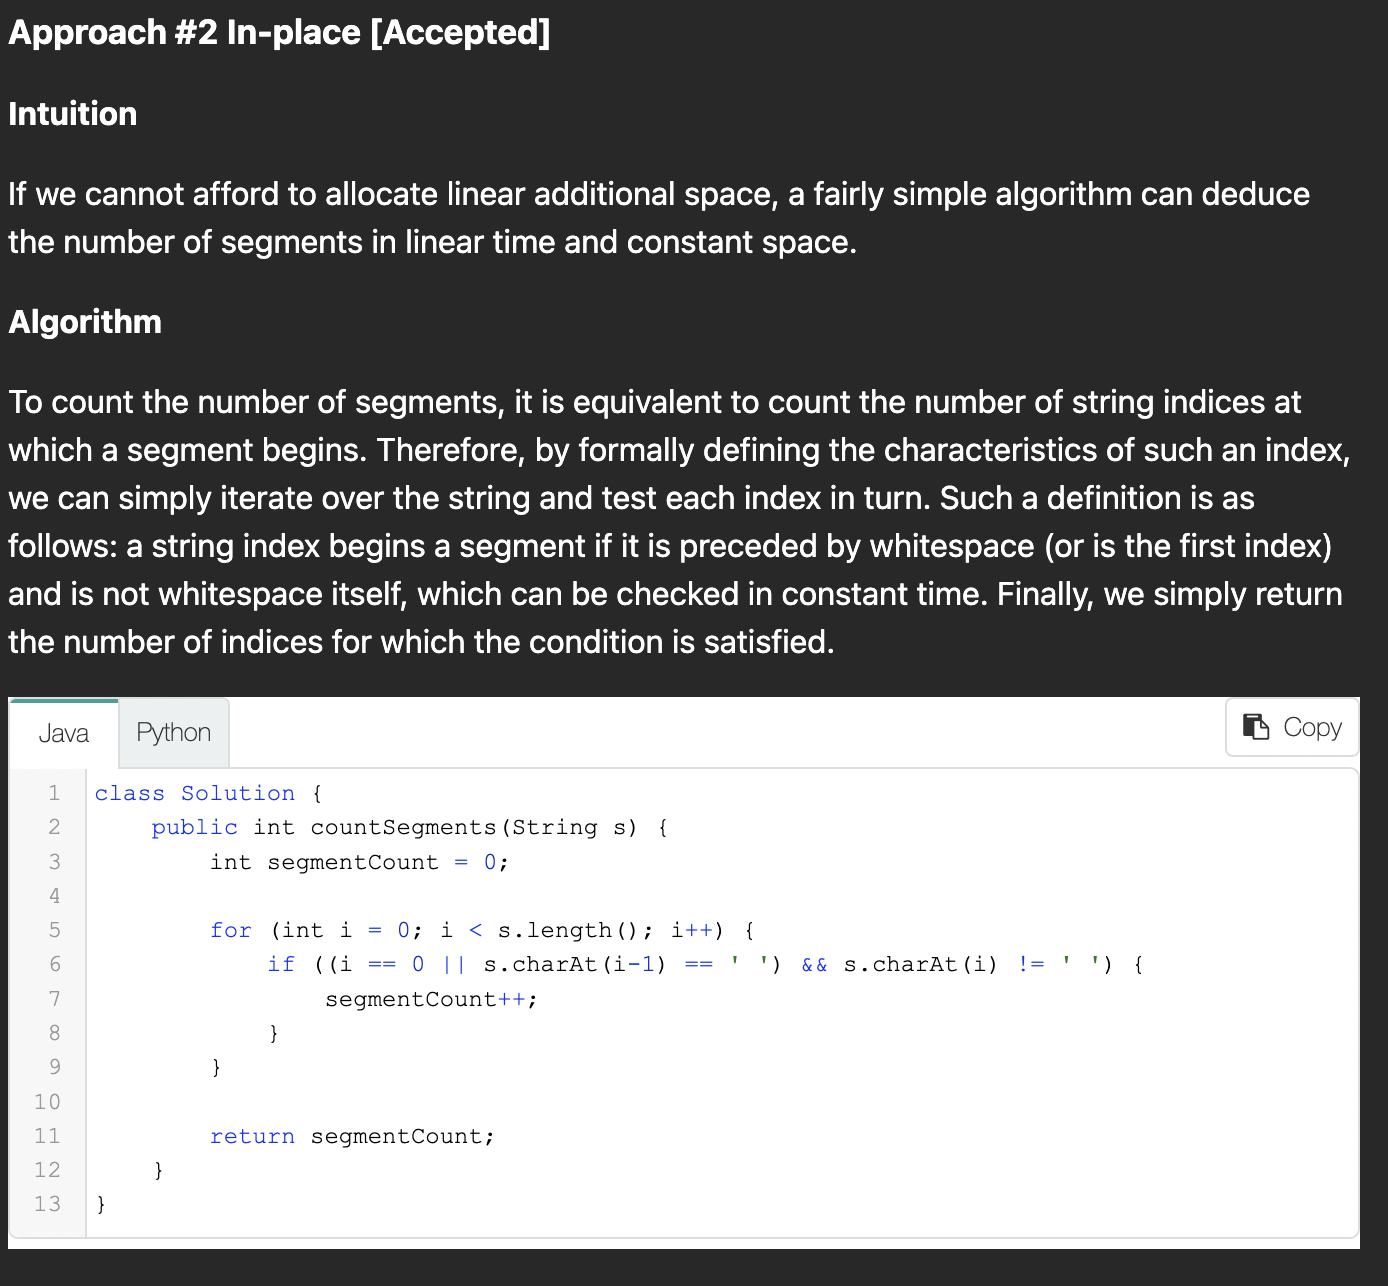 Approach #2 In-place [Accepted]
Intuition
If we cannot afford to allocate linear additional space, a fairly simple algorithm can deduce
the number of segments in linear time and constant space.
Algorithm
To count the number of segments, it is equivalent to count the number of string indices at
which a segment begins. Therefore, by formally defining the characteristics of such an index,
we can simply iterate over the string and test each index in turn. Such a definition is as
follows: a string index begins a segment if it is preceded by whitespace (or is the first index)
and is not whitespace itself, which can be checked in constant time. Finally, we simply return
the number of indices for which the condition is satisfied.
Java Python Copy
1 class Solution {
2     public int countSegments(String s) {
3         int segmentCount = 0;
4
5         for (int i = 0; i < s.length(); i++) {
6             if ((i == 0 || s.charAt(i-1) == ' ') && s.charAt(i) != ' ') {
7                 segmentCount++;
8             }
9         }
10
11         return segmentCount;
12     }
13 }